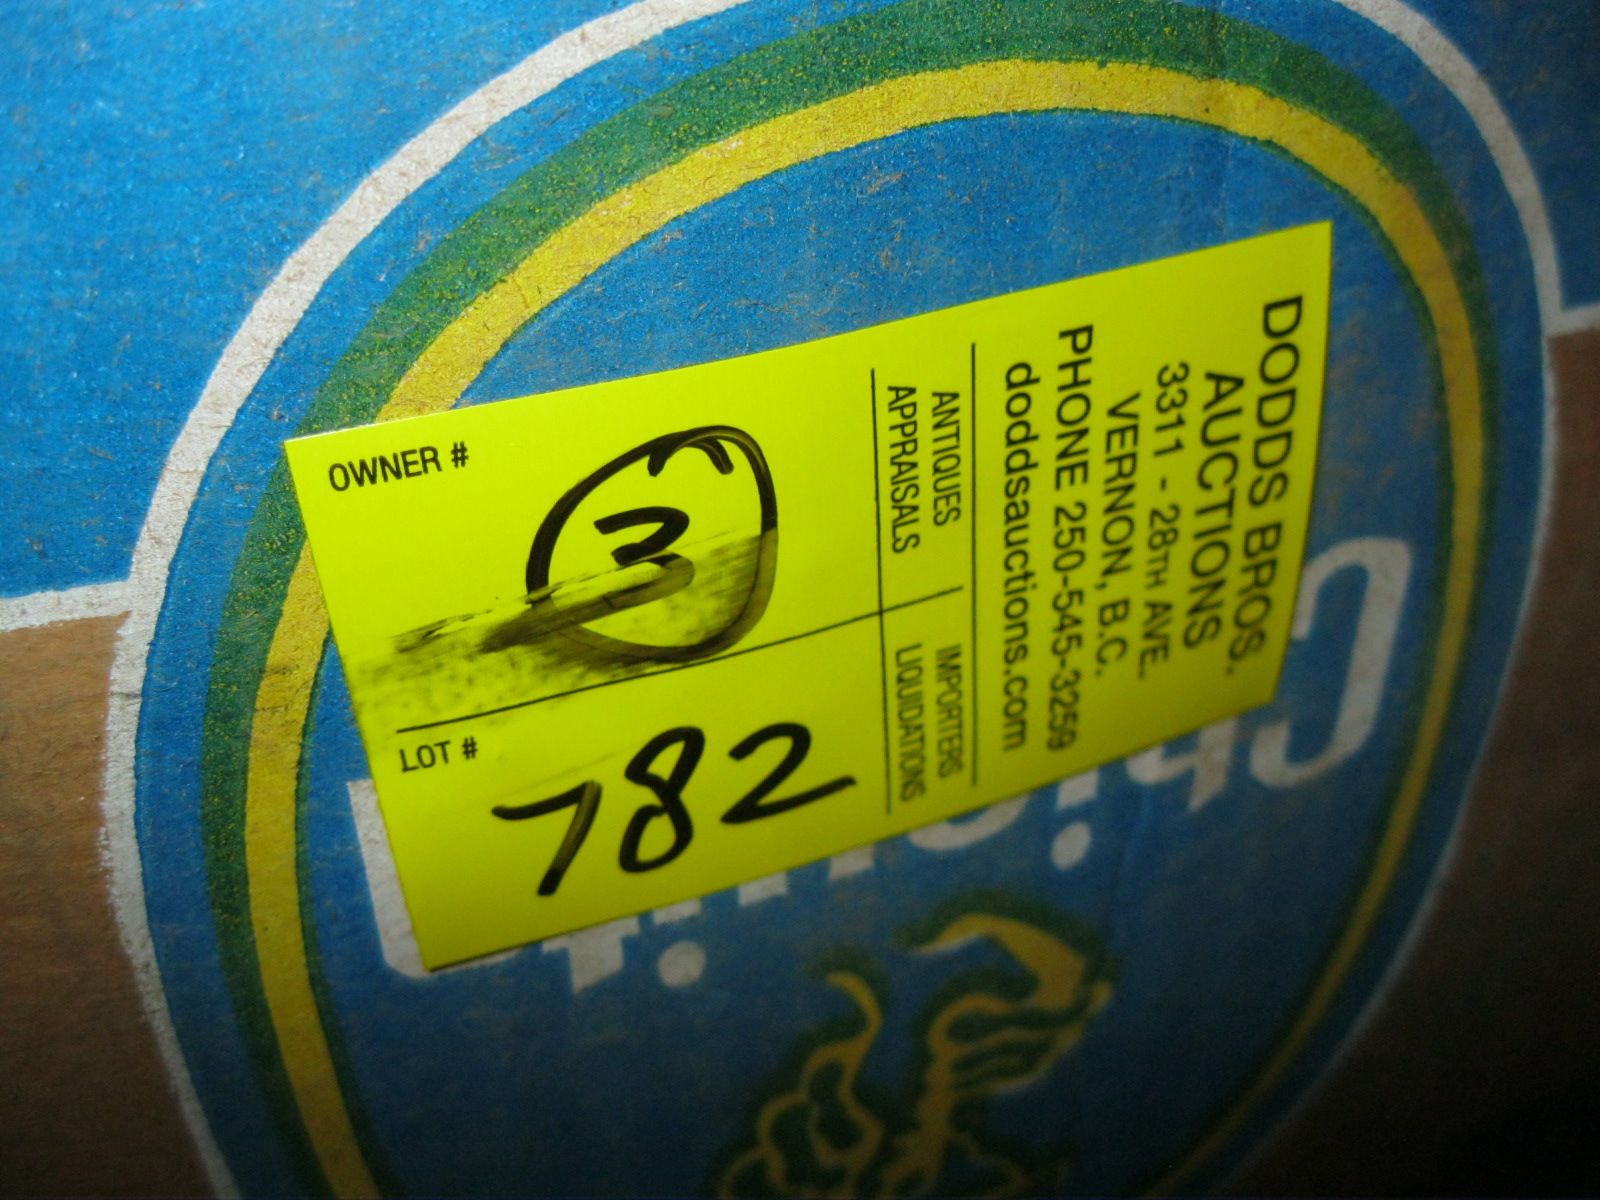 DODDS BROS.
AUCTIONS
3311 - 28TH AVE.
VERNON, B.C.
PHONE 250-545-3259
doddsauctions.com
ANTIQUES IMPORTERS
APPRAISALS LIQUIDATIONS
OWNER #
3
LOT #
782